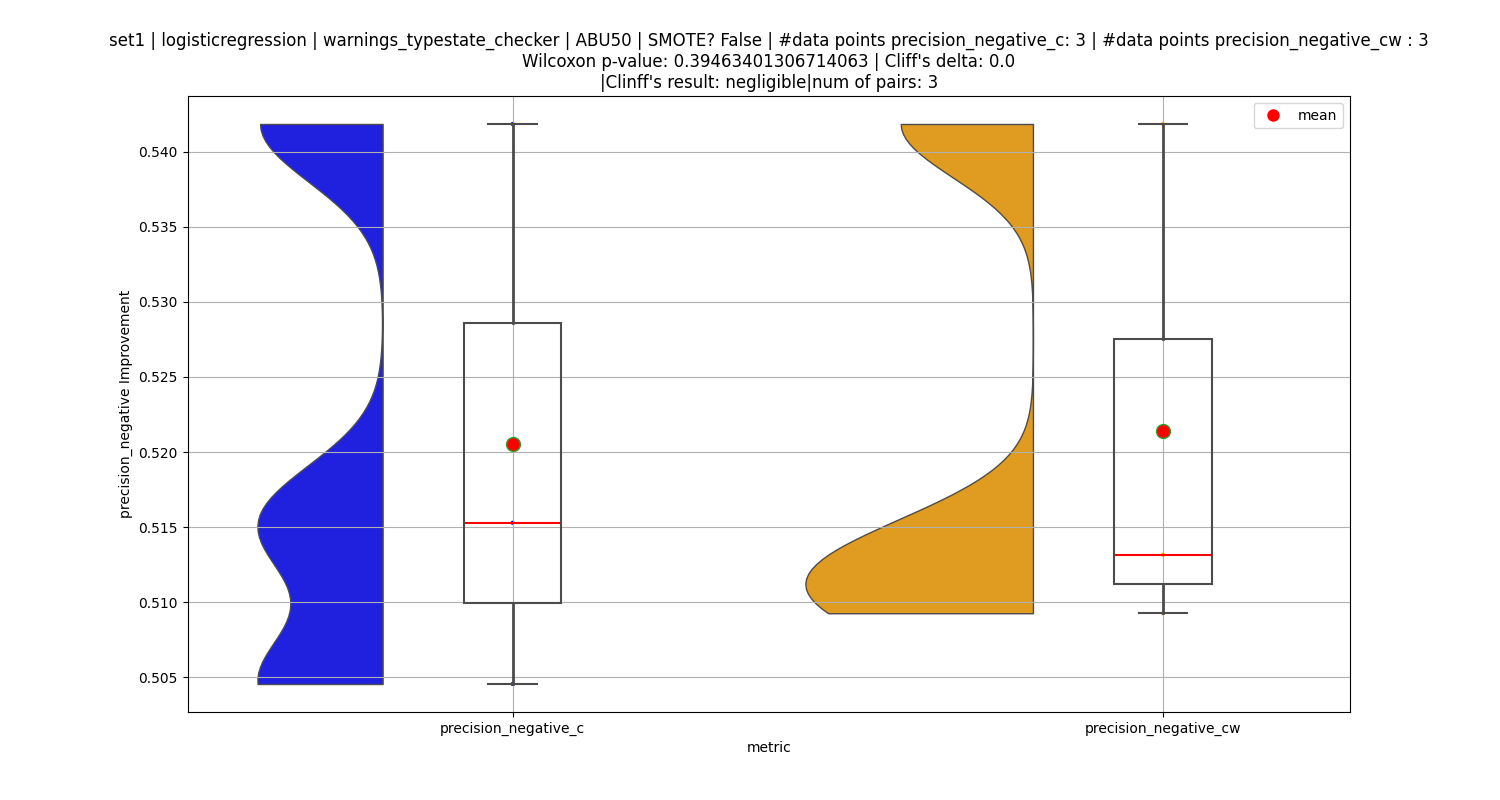 set1 | logisticregression | warnings_typestate_checker | ABU50 | SMOTE? False | #data points precision_negative_c: 3 | #data points precision_negative_cw : 3
Wilcoxon p-value: 0.39463401306714063 | Cliff's delta: 0.0
|Clinff's result: negligible|num of pairs: 3
mean
0.540
0.535
0.530
0.525
0.520
0.515
0.510
0.505
precision_negative Improvement
precision_negative_c
precision_negative_cw
metric